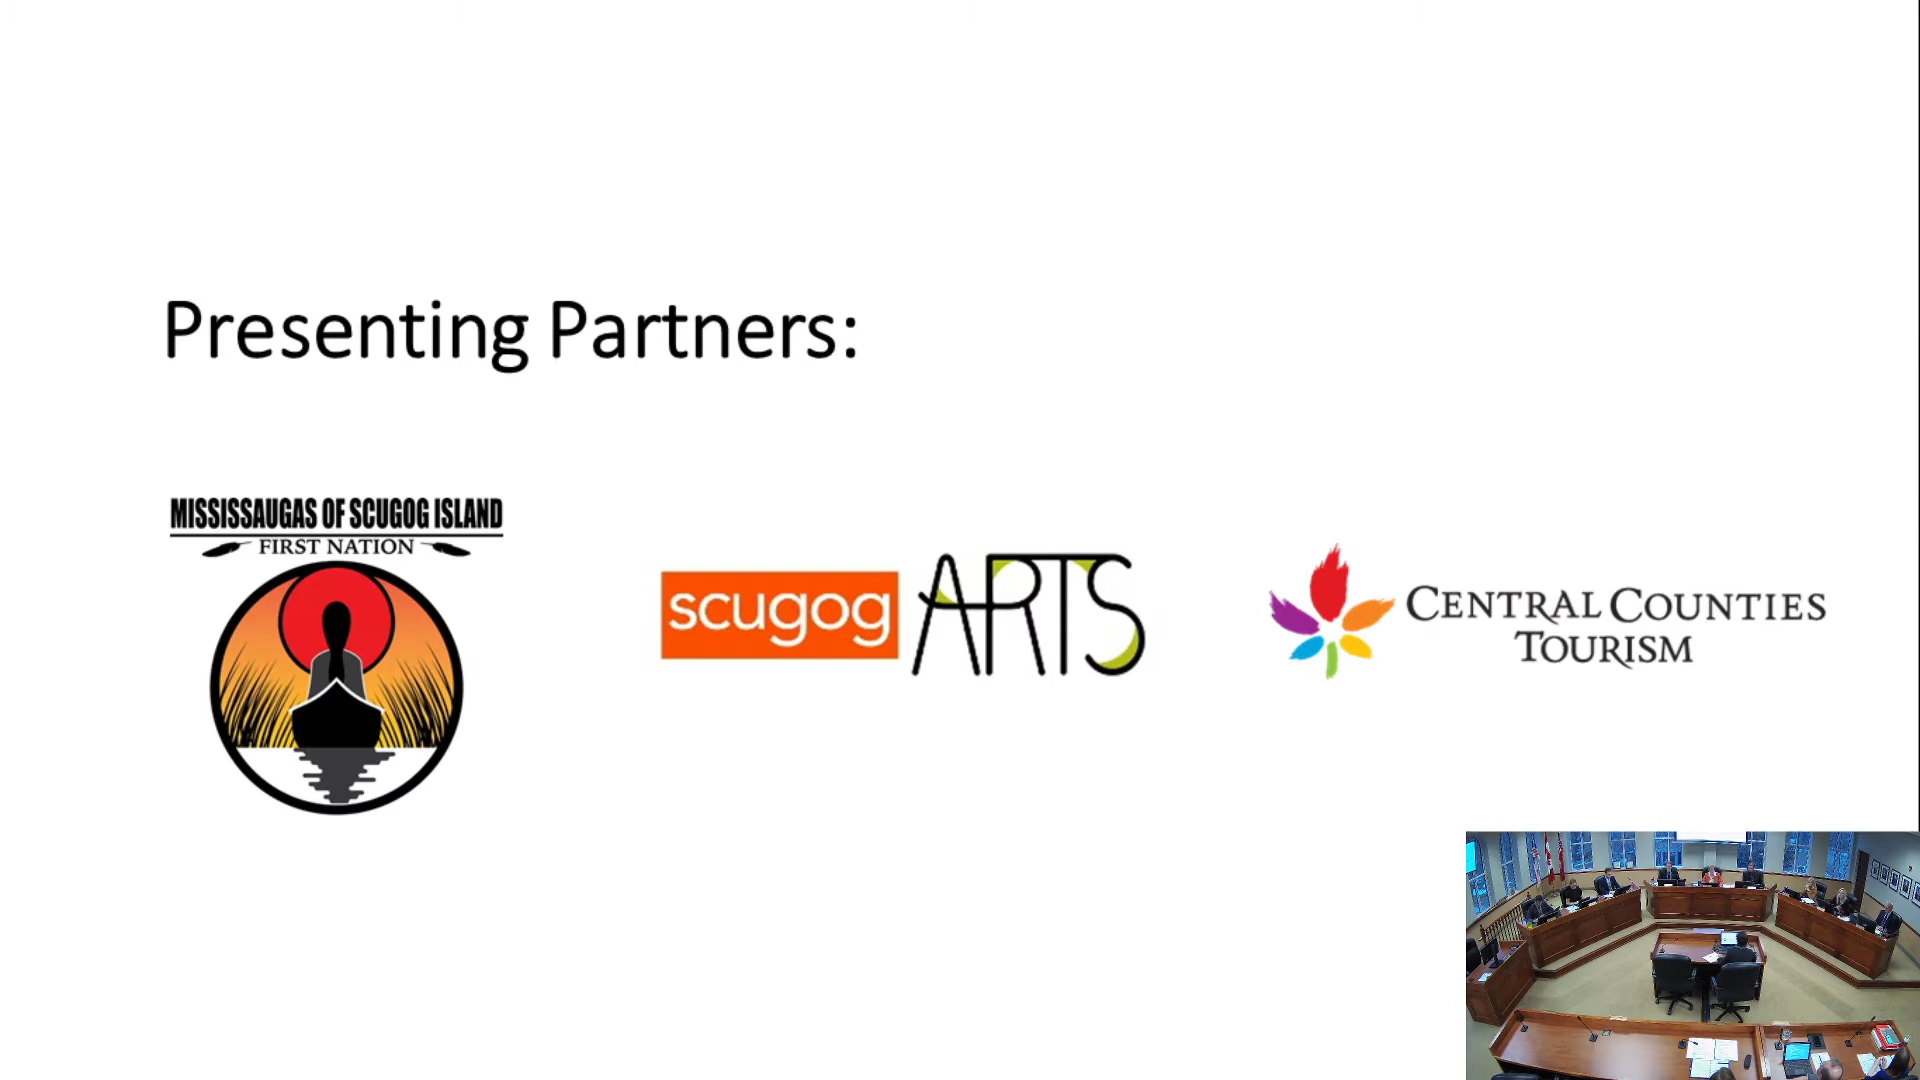 Presenting Partners:
MISSISSAUGAS OF SCUGOG ISLAND
FIRST NATION
scugog ARTS
CENTRAL COUNTIES
TOURISM